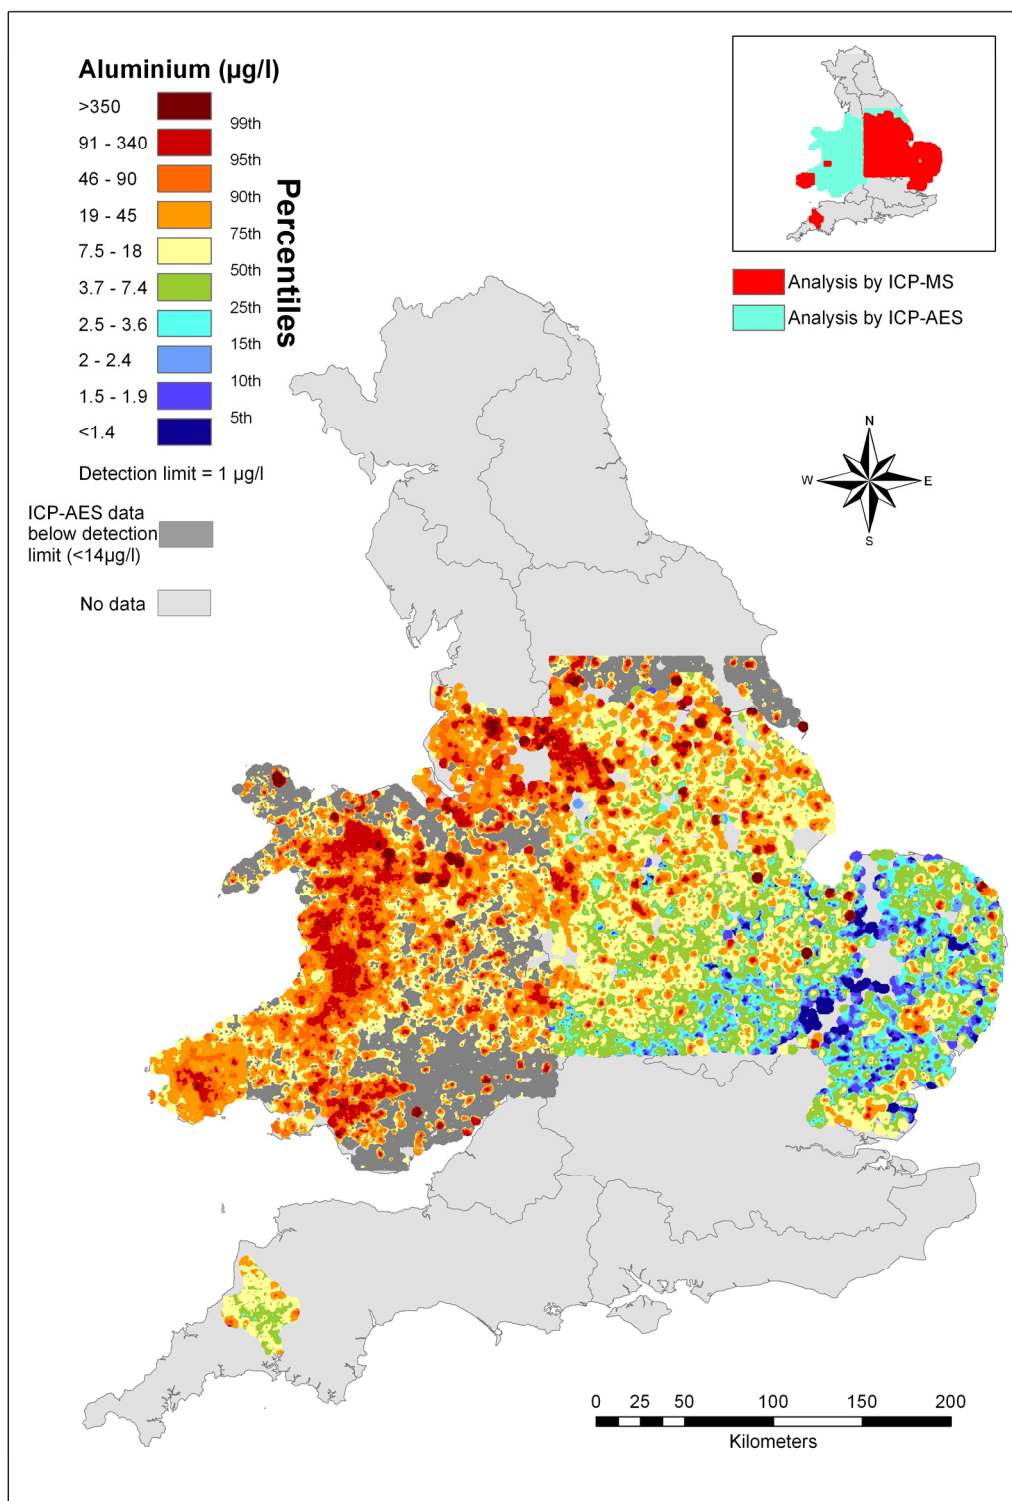 Aluminium (µg/l)
>350
99th
91 - 340
95th
46 - 90
90th
19 - 45
75th
7.5 - 18
50th
3.7 - 7.4
25th
2.5 - 3.6
15th
2 - 2.4
10th
1.5 - 1.9
5th
<1.4
Percentiles
Detection limit = 1 µg/l
ICP-AES data
below detection
limit (<14µg/l)
No data
Analysis by ICP-MS
Analysis by ICP-AES
N
W
E
S
0 25 50 100 150 200
Kilometers